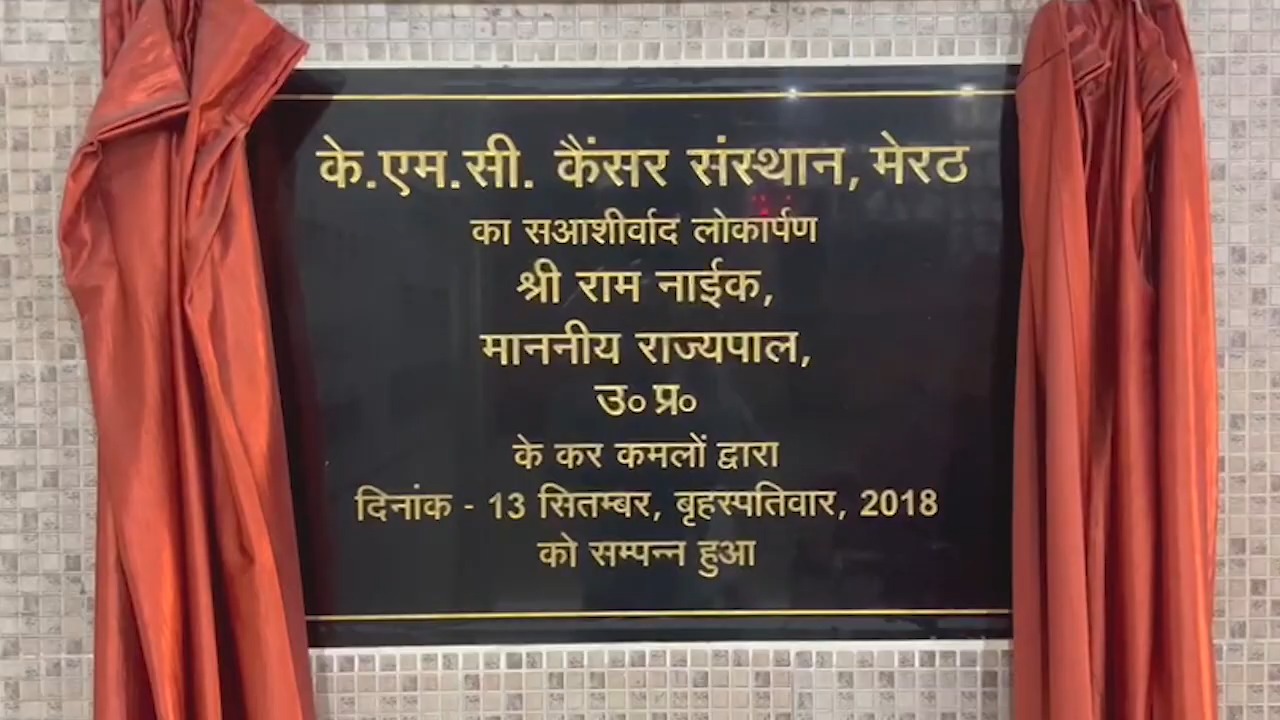 के.एम.सी. कैंसर संस्थान, मेरठ
का सआशीर्वाद लोकार्पण
श्री राम नाईक,
माननीय राज्यपाल,
उ० प्र०
के कर कमलों द्वारा
दिनांक - 13 सितम्बर, बृहस्पतिवार, 2018
को सम्पन्न हुआ